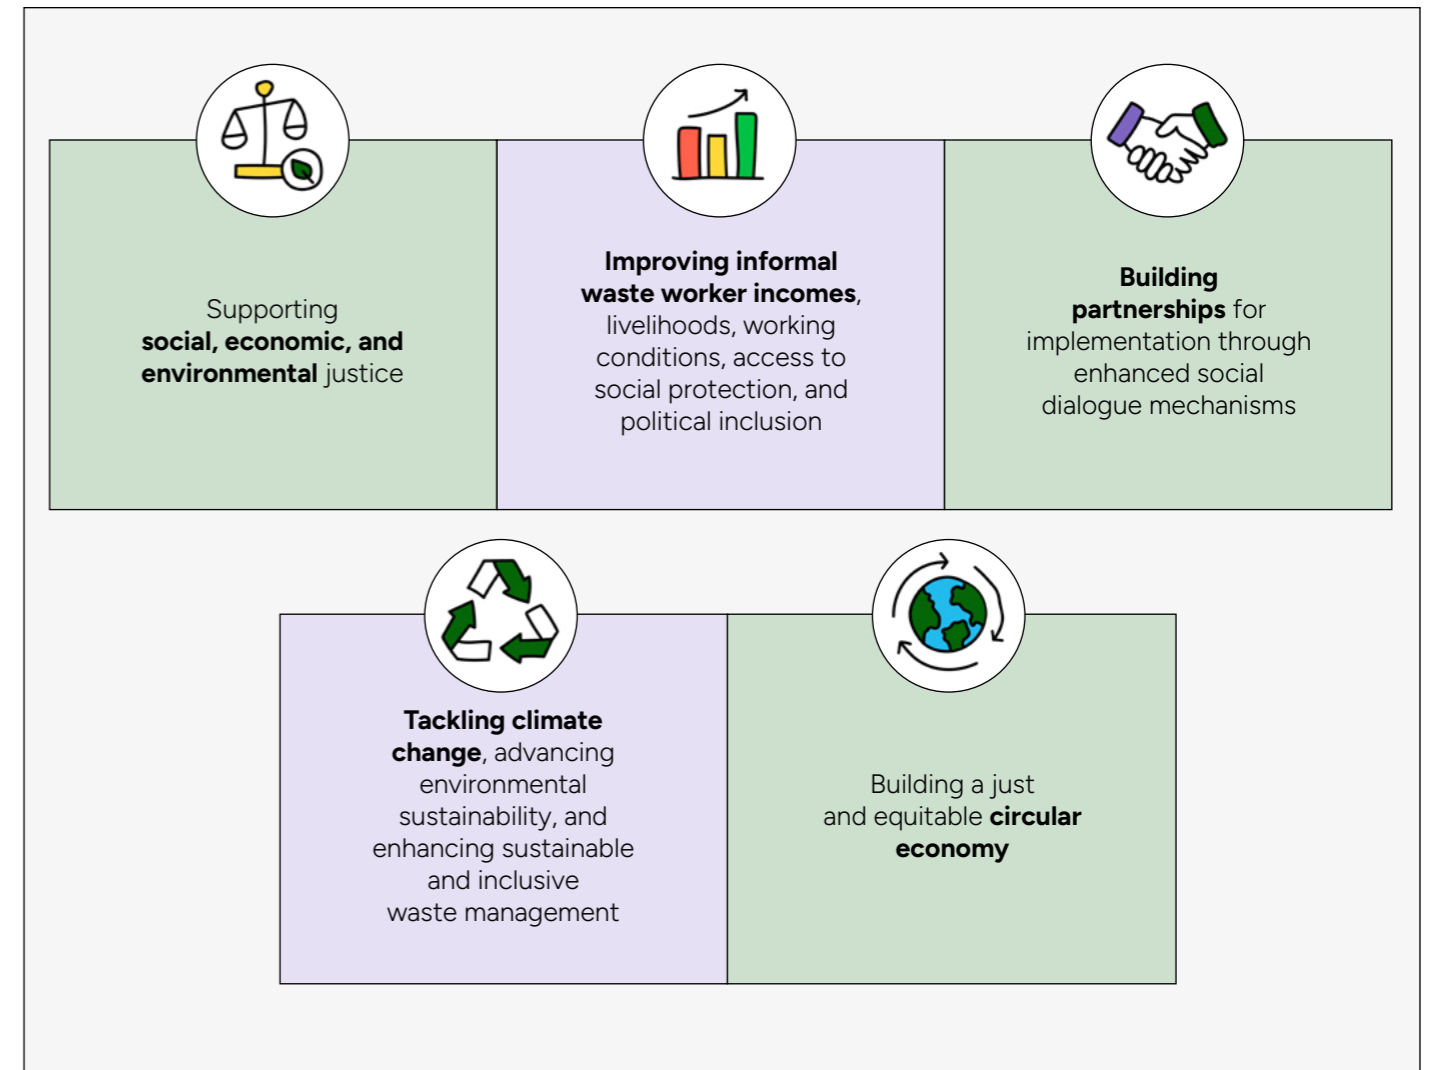 Supporting
social, economic, and
environmental justice
Improving informal
waste worker incomes,
livelihoods, working
conditions, access to
social protection, and
political inclusion
Building
partnerships for
implementation through
enhanced social
dialogue mechanisms
Tackling climate
change, advancing
environmental
sustainability, and
enhancing sustainable
and inclusive
waste management
Building a just
and equitable circular
economy